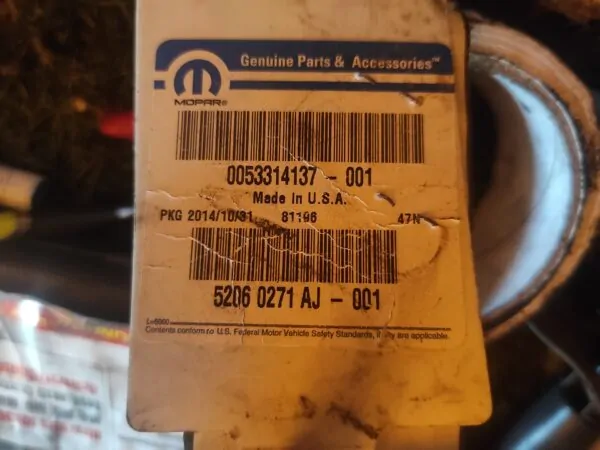 Genuine Parts & Accessories™
MOPAR®
0053314137 - 001
Made in U.S.A.
PKG 2014/10/31 81196 47N
5206 0271 AJ - 001
L-6960
Contents conform to U.S. Federal Motor Vehicle Safety Standards, if any are applicable.